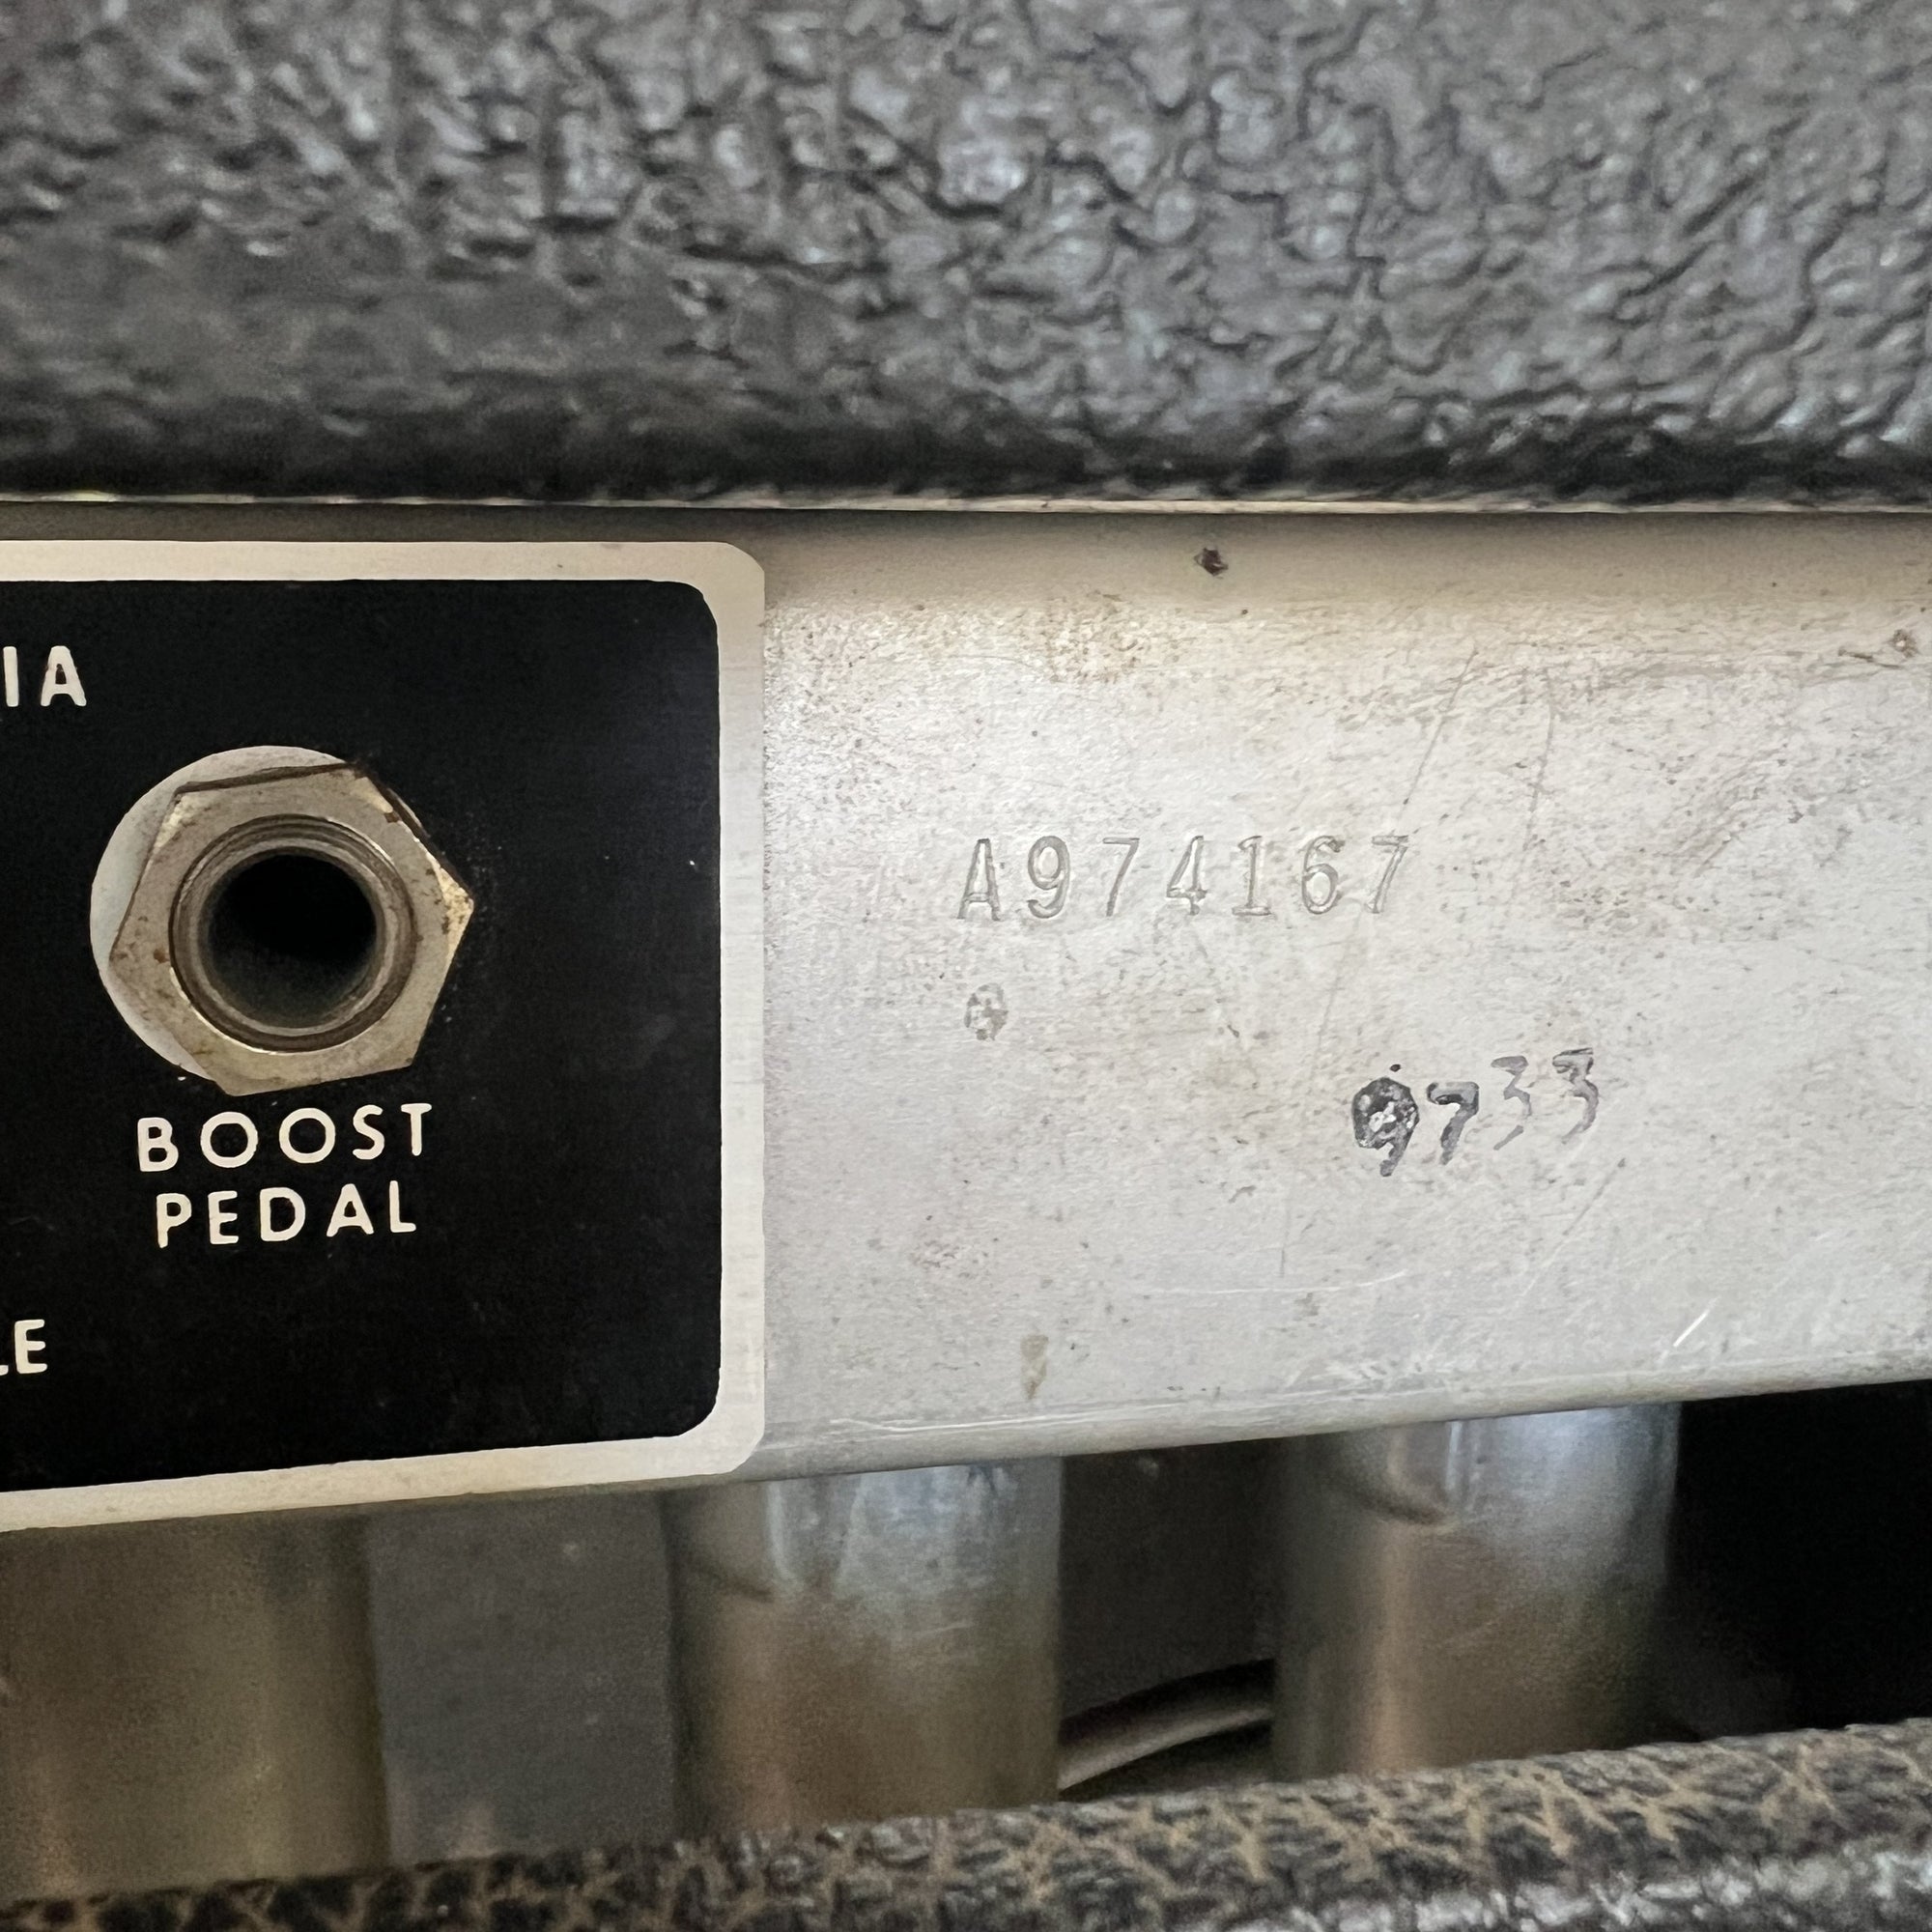 IA
BOOST
PEDAL
LE
A974167
9733